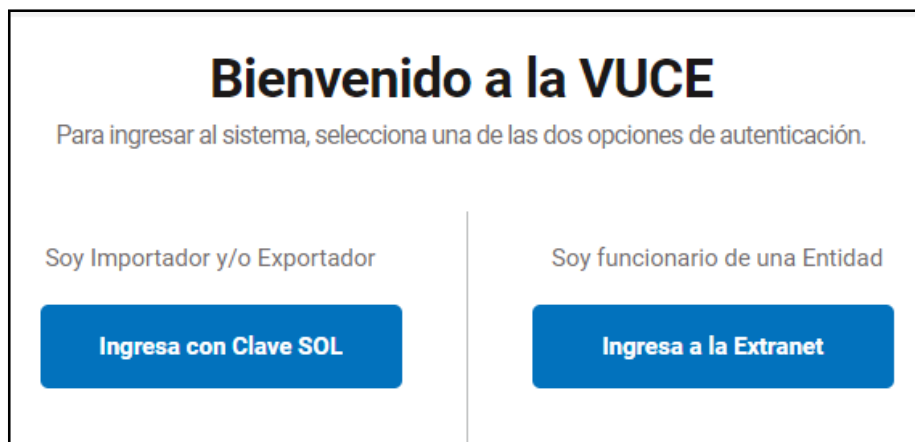 Bienvenido a la VUCE
Para ingresar al sistema, selecciona una de las dos opciones de autenticación.
Soy Importador y/o Exportador
Ingresa con Clave SOL
Soy funcionario de una Entidad
Ingresa a la Extranet